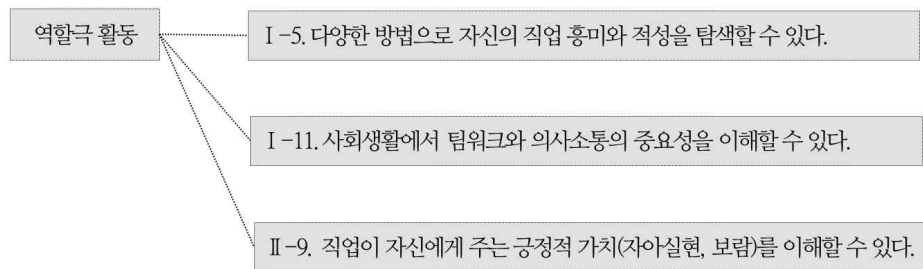 역할극 활동
Ⅰ-5. 다양한 방법으로 자신의 직업 흥미와 적성을 탐색할 수 있다.
Ⅰ-11. 사회생활에서 팀워크와 의사소통의 중요성을 이해할 수 있다.
Ⅱ-9. 직업이 자신에게 주는 긍정적 가치(자아실현, 보람)를 이해할 수 있다.